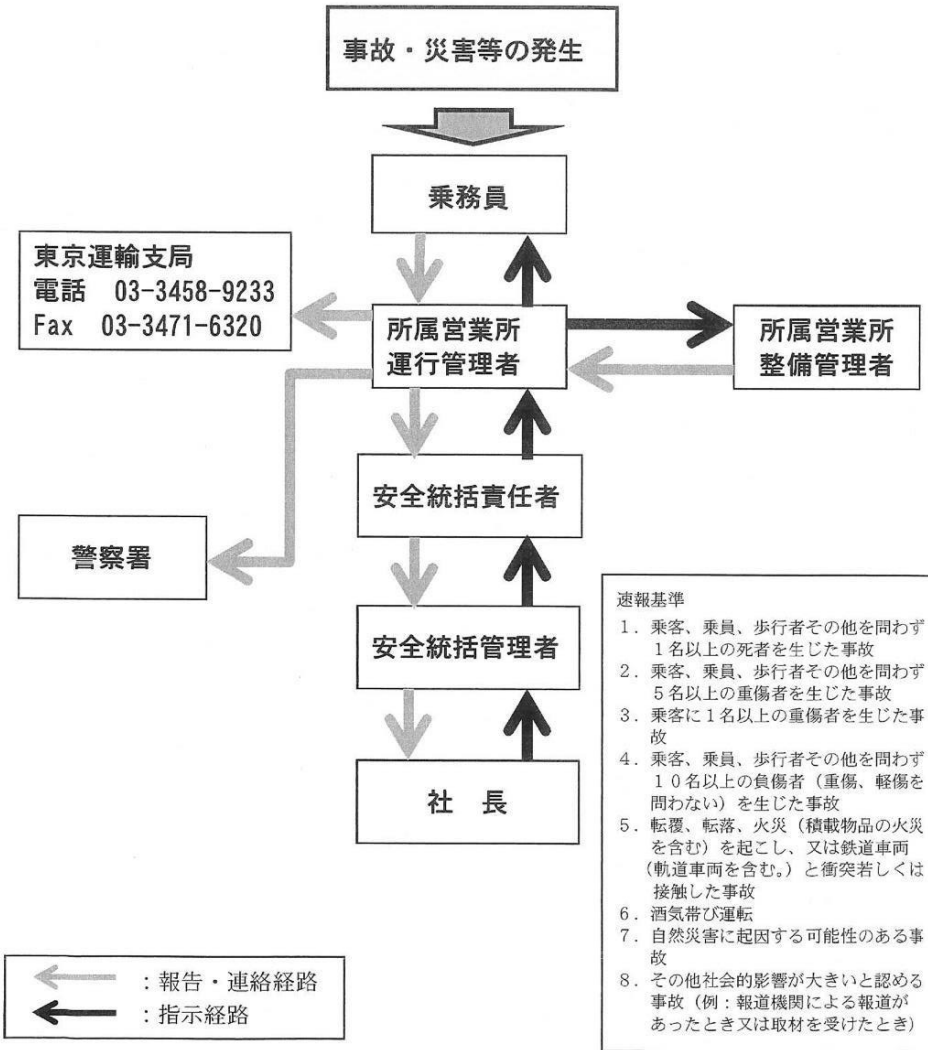 事故・災害等の発生
乗務員
東京運輸支局
電話　03-3458-9233
Fax　03-3471-6320
所属営業所
運行管理者
所属営業所
整備管理者
安全統括責任者
警察署
安全統括管理者
社　長
速報基準
１．乗客、乗員、歩行者その他を問わず
１名以上の死者を生じた事故
２．乗客、乗員、歩行者その他を問わず
５名以上の重傷者を生じた事故
３．乗客に１名以上の重傷者を生じた事
故
４．乗客、乗員、歩行者その他を問わず
１０名以上の負傷者（重傷、軽傷を
問わない）を生じた事故
５．転覆、転落、火災（積載物品の火災
を含む）を起こし、又は鉄道車両
（軌道車両を含む。）と衝突若しくは
接触した事故
６．酒気帯び運転
７．自然災害に起因する可能性のある事
故
８．その他社会的影響が大きいと認める
事故（例：報道機関による報道が
あったとき又は取材を受けたとき）
：報告・連絡経路
：指示経路